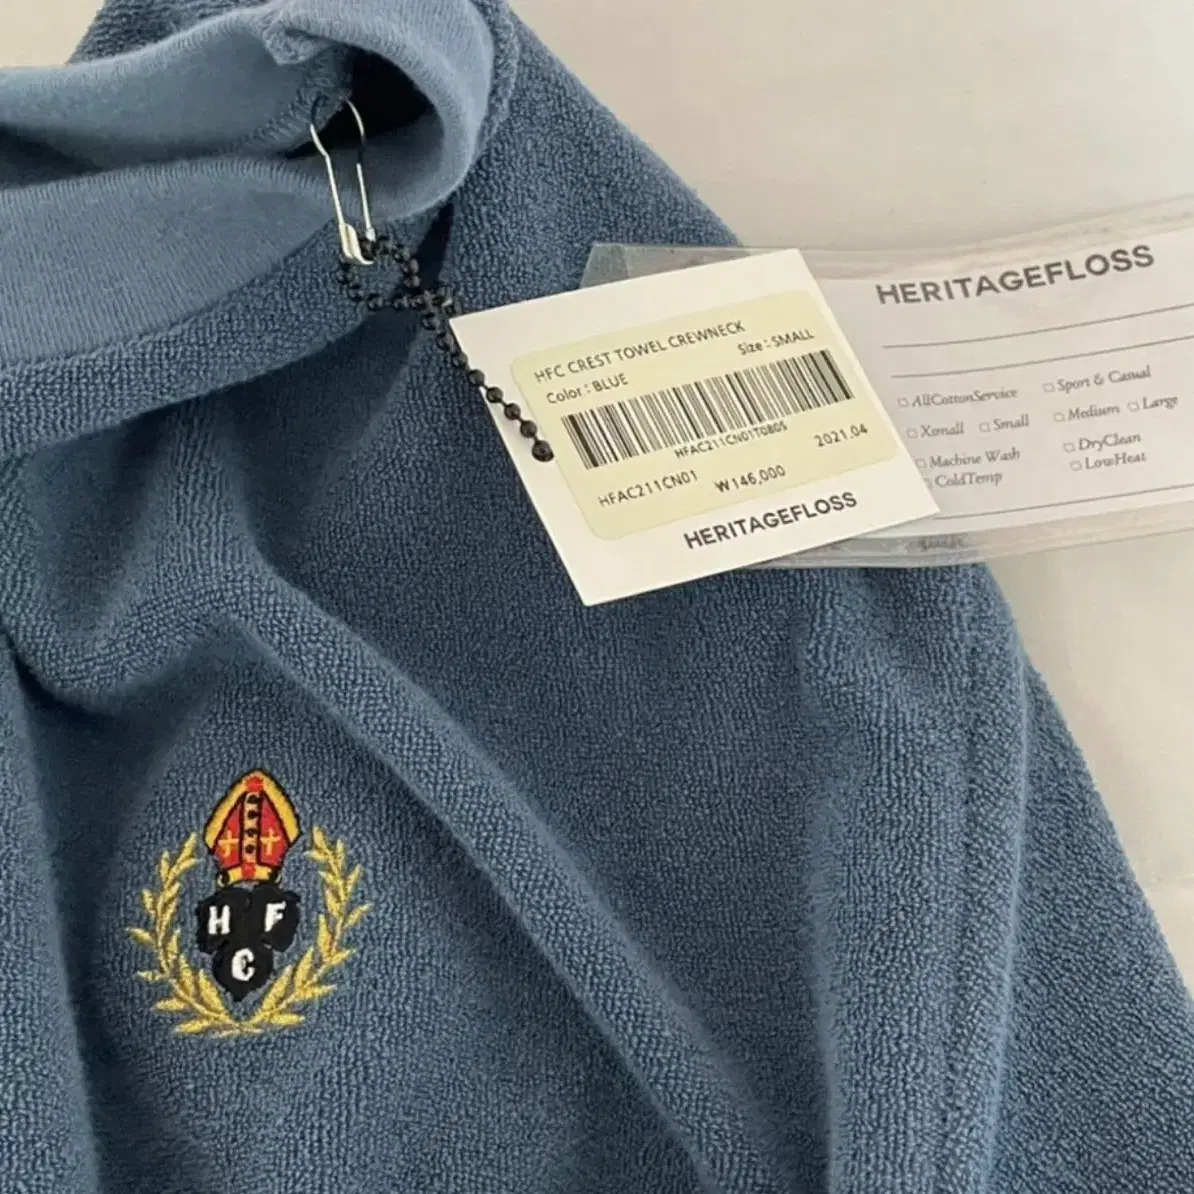 HFC CREST TOWEL CREWNECK
Color : BLUE
Size : SMALL
HFAC211CN01T0B05
HFAC211CN01
₩146,000
2021.04
HERITAGEFLOSS
HERITAGEFLOSS
AllCottonService
Sport & Casual
Xsmall
Small
Medium
Large
Machine Wash
DryClean
ColdTemp
LowHeat
H F
C